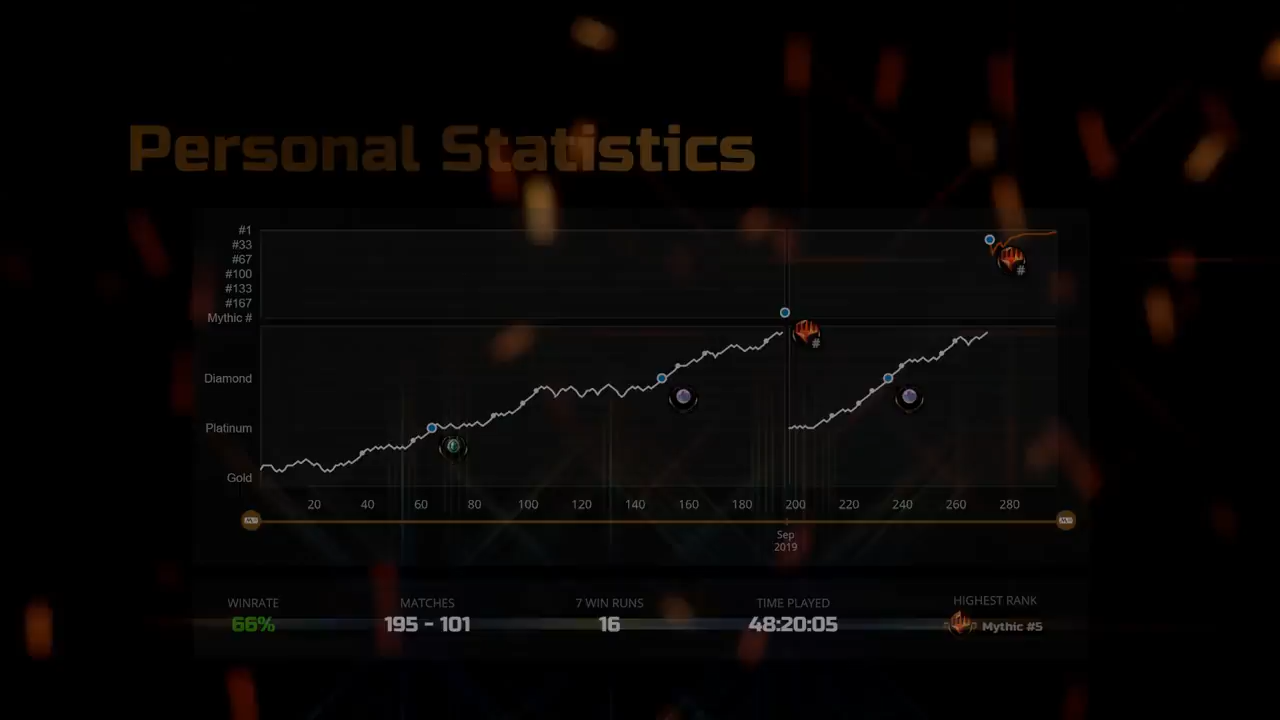 Personal Statistics
#1
#33
#67
#100
#133
#167
Mythic #
#
#
Diamond
Platinum
Gold
20 40 60 80 100 120 140 160 180 200 220 240 260 280
Sep
2019
WINRATE MATCHES 7 WIN RUNS TIME PLAYED HIGHEST RANK
66% 195 - 101 16 48:20:05 Mythic #5